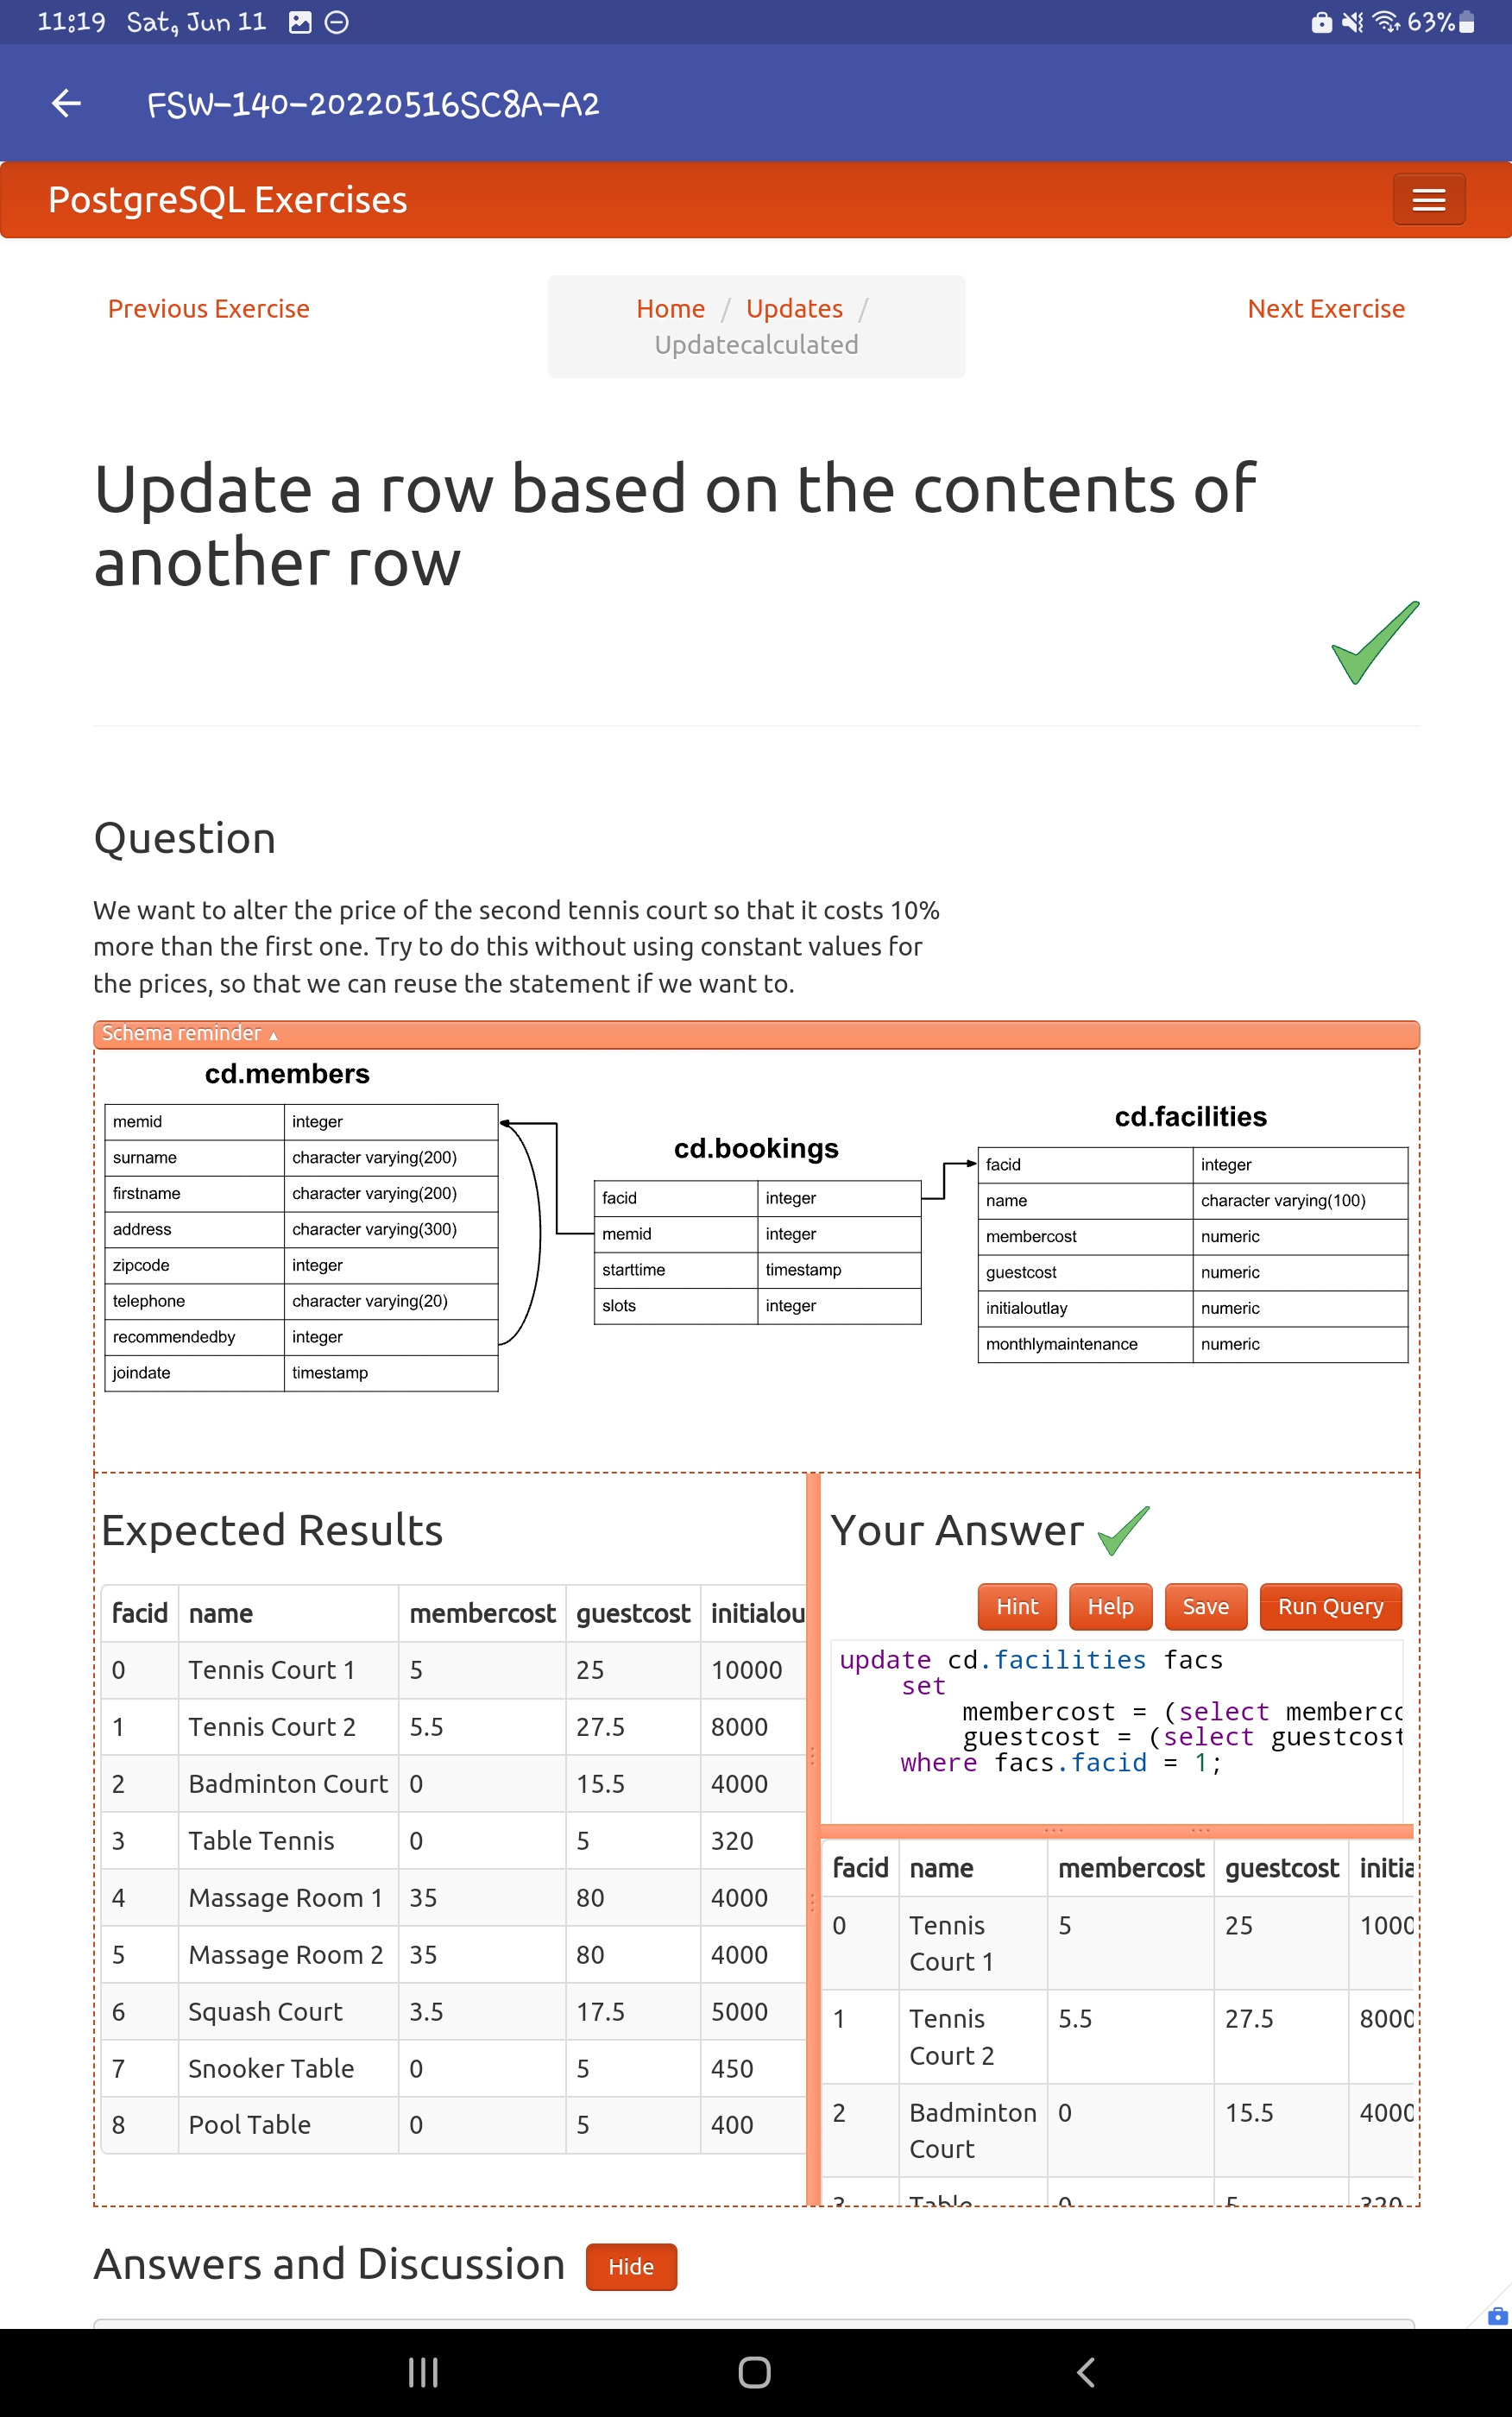 11:19 Sat, Jun 11
63%
FSW-140-20220516SC8A-A2
PostgreSQL Exercises
Previous Exercise
Home / Updates /
Updatecalculated
Next Exercise
Update a row based on the contents of
another row
Question
We want to alter the price of the second tennis court so that it costs 10%
more than the first one. Try to do this without using constant values for
the prices, so that we can reuse the statement if we want to.
Schema reminder ▲
cd.members
memid integer
surname character varying(200)
firstname character varying(200)
address character varying(300)
zipcode integer
telephone character varying(20)
recommendedby integer
joindate timestamp
cd.bookings
facid integer
memid integer
starttime timestamp
slots integer
cd.facilities
facid integer
name character varying(100)
membercost numeric
guestcost numeric
initialoutlay numeric
monthlymaintenance numeric
Expected Results
facid name membercost guestcost initialou
0 Tennis Court 1 5 25 10000
1 Tennis Court 2 5.5 27.5 8000
2 Badminton Court 0 15.5 4000
3 Table Tennis 0 5 320
4 Massage Room 1 35 80 4000
5 Massage Room 2 35 80 4000
6 Squash Court 3.5 17.5 5000
7 Snooker Table 0 5 450
8 Pool Table 0 5 400
Your Answer
Hint Help Save Run Query
update cd.facilities facs
set
membercost = (select memberco
guestcost = (select guestcost
where facs.facid = 1;
facid name membercost guestcost initia
0 Tennis Court 1 5 25 1000
1 Tennis Court 2 5.5 27.5 8000
2 Badminton Court 0 15.5 4000
3 Table 0 5 320
Answers and Discussion Hide